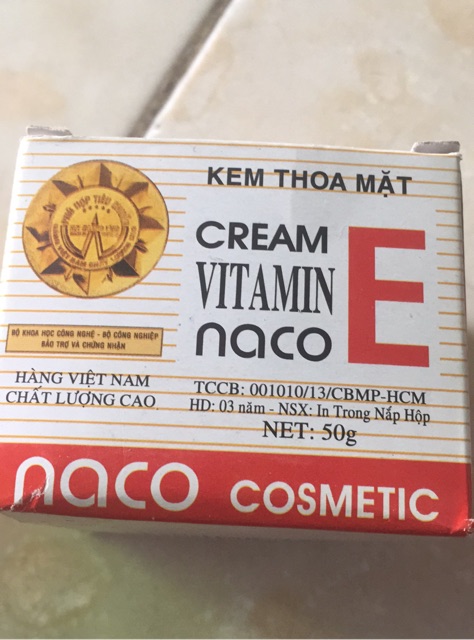 KEM THOA MẶT
CREAM
VITAMIN E
naco
BỘ KHOA HỌC CÔNG NGHÊ - BỘ CÔNG NGHIỆP
BẢO TRỢ VÀ CHỨNG NHẬN
HÀNG VIỆT NAM
CHẤT LƯỢNG CAO
TCCB: 001010/13/CBMP-HCM
HD: 03 năm - NSX: In Trong Nắp Hộp
NET: 50g
naco COSMETIC